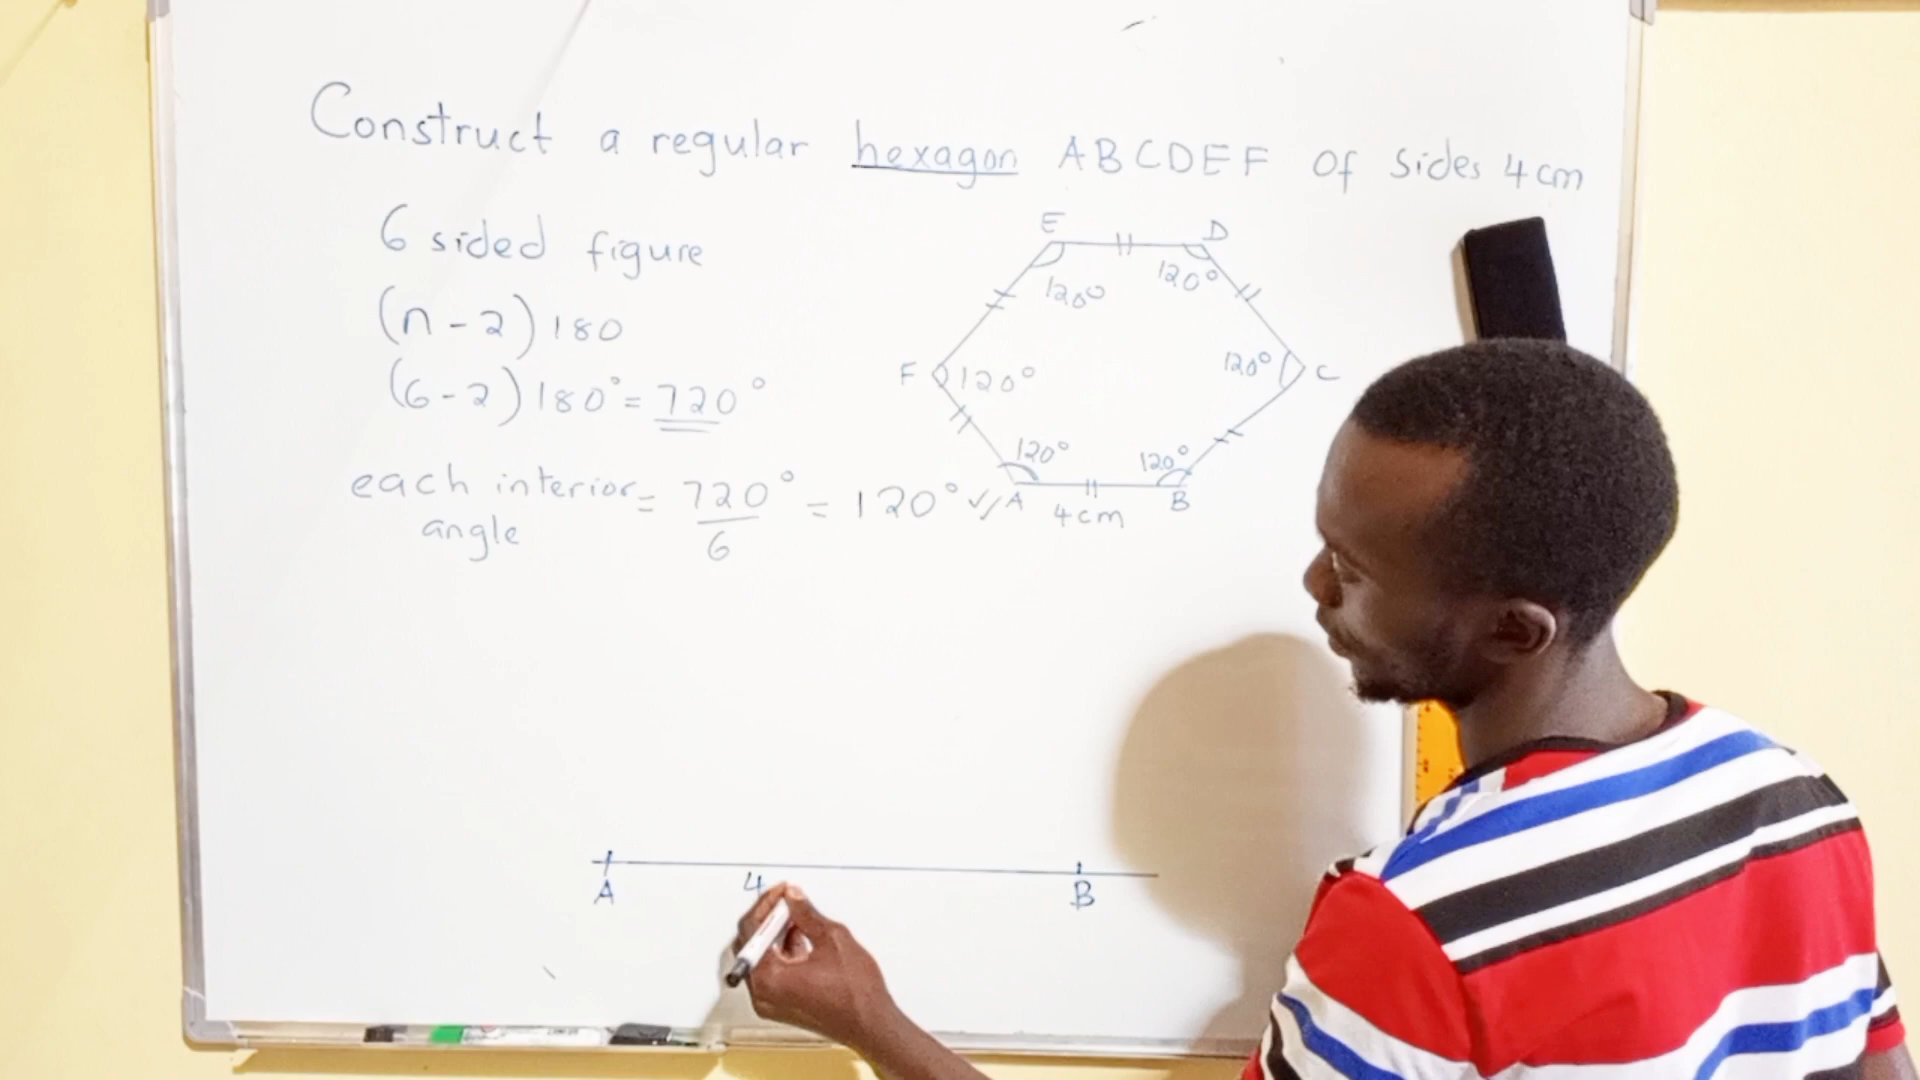 Construct a regular hexagon ABCDEF of sides 4cm
6 sided figure
(n-2)180
(6-2)180° = 720°
each interior angle = 720°/6 = 120° ✓✓
E
D
120°
120°
F
120°
120°
C
120°
120°
A
4cm
B
A
4
B